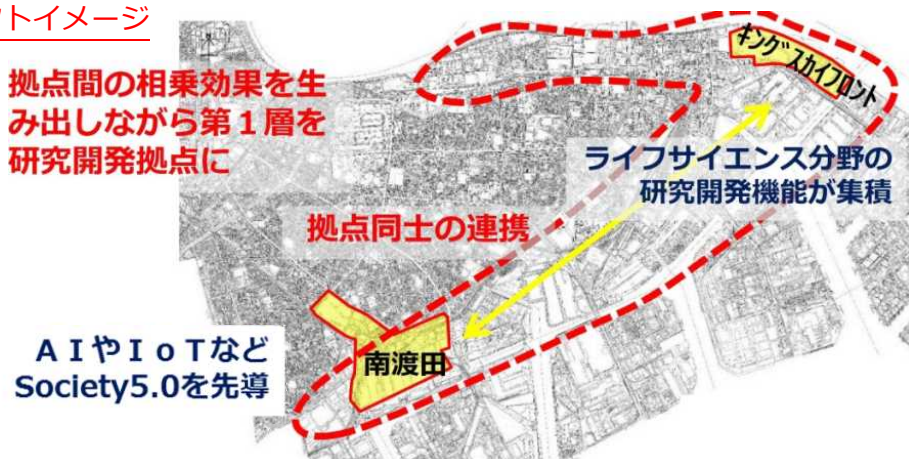 トイメージ
拠点間の相乗効果を生
み出しながら第１層を
研究開発拠点に
キングスカイフロント
ライフサイエンス分野の
研究開発機能が集積
拠点同士の連携
ＡＩやＩｏＴなど
Society5.0を先導
南渡田